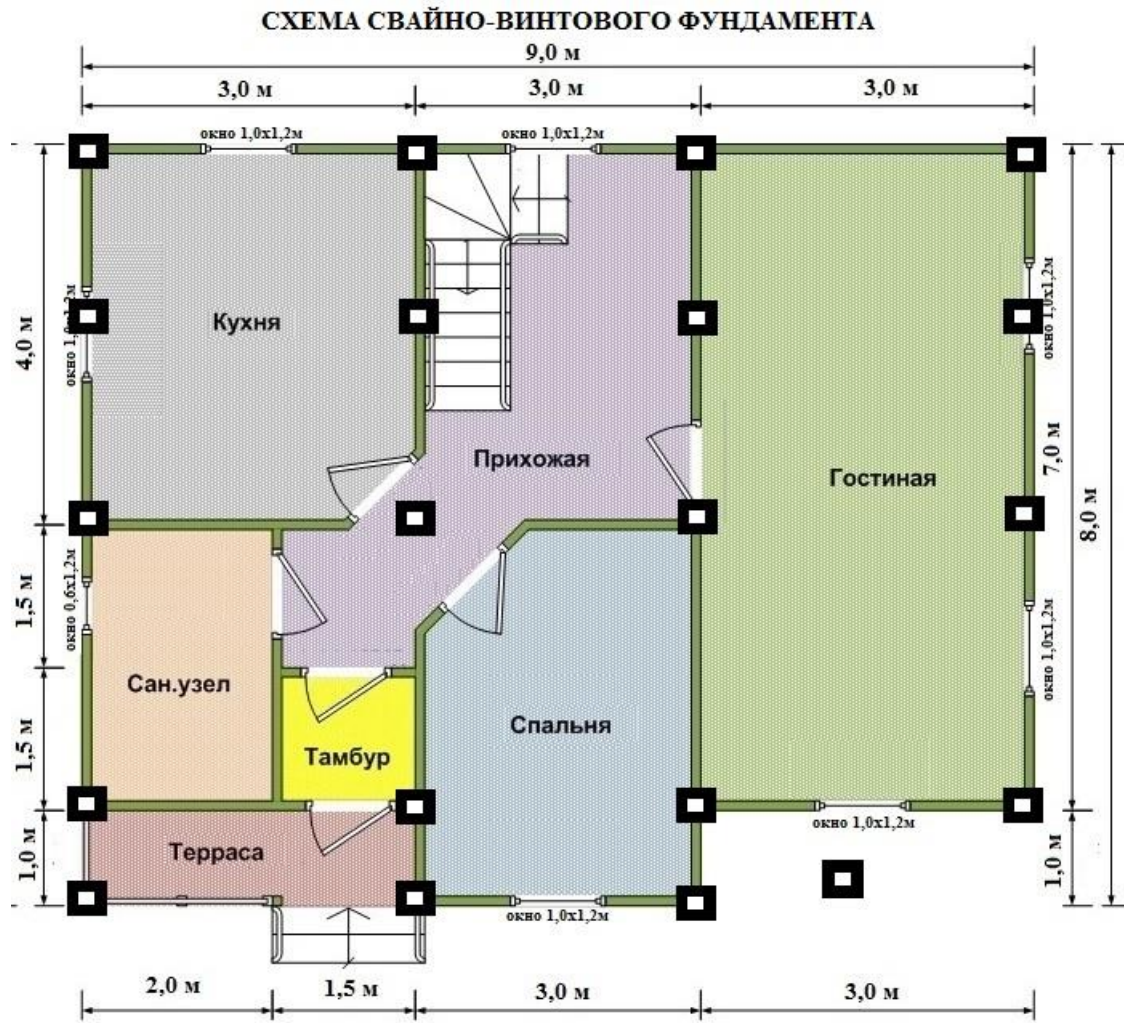 СХЕМА СВАЙНО-ВИНТОВОГО ФУНДАМЕНТА
9,0 м
3,0 м
3,0 м
3,0 м
окно 1,0х1,2м
окно 1,0х1,2м
окно 1,0х1,2м
окно 1,0х1,2м
4,0 м
Кухня
Прихожая
Гостиная
7,0 м
8,0 м
1,5 м
окно 0,6х1,2м
окно 1,0х1,2м
Сан.узел
Спальня
1,5 м
Тамбур
окно 1,0х1,2м
Терраса
1,0 м
1,0 м
окно 1,0х1,2м
2,0 м
1,5 м
3,0 м
3,0 м